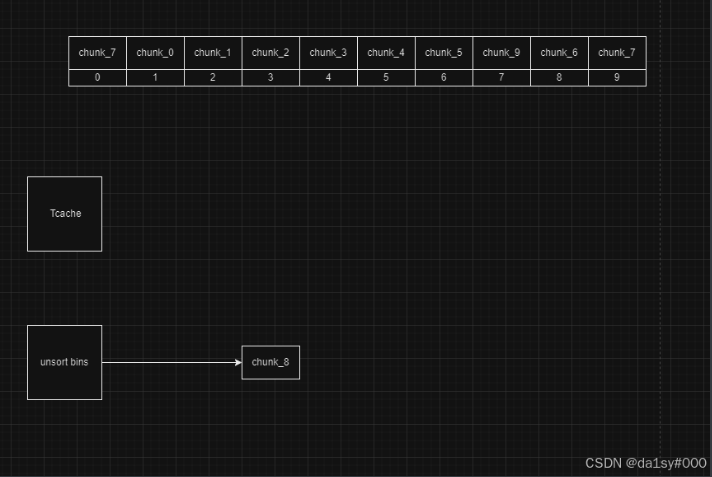 chunk_7 chunk_0 chunk_1 chunk_2 chunk_3 chunk_4 chunk_5 chunk_9 chunk_6 chunk_7
0 1 2 3 4 5 6 7 8 9
Tcache
unsort bins chunk_8
CSDN @da1sy#000